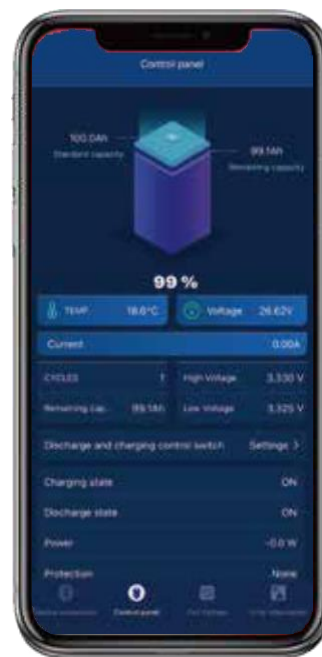 Control panel
100.0Ah
Standard capacity
99.1Ah
Remaining capacity
99 %
TEMP 18.6°C
Voltage 26.62V
Current 0.00A
CYCLES 1
High Voltage 3.330 V
Remaining cap. 99.1Ah
Low Voltage 3.325 V
Discharge and charging control switch Settings >
Charging state ON
Discharge state ON
Power -0.0 W
Protection None
Control panel